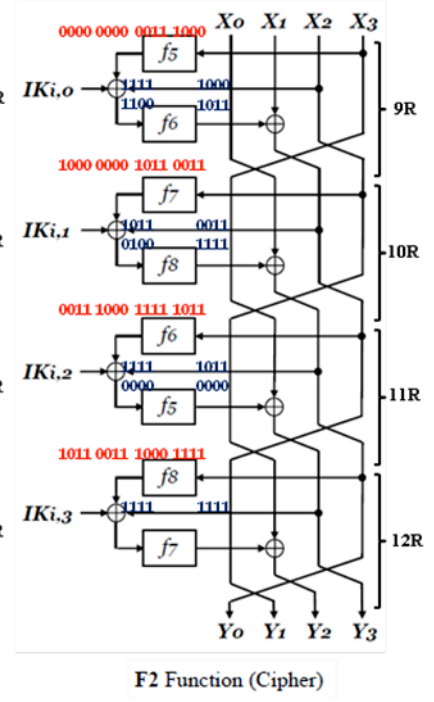 X0 X1 X2 X3
0000 0000 0011 1000
f5
IKi,0 1111 1000
1100 1011
f6
9R
1000 0000 1011 0011
f7
IKi,1 1011 0011
0100 1111
f8
10R
0011 1000 1111 1011
f6
IKi,2 1111 1011
0000 0000
f5
11R
1011 0011 1000 1111
f8
IKi,3 1111 1111
f7
12R
Y0 Y1 Y2 Y3
F2 Function (Cipher)